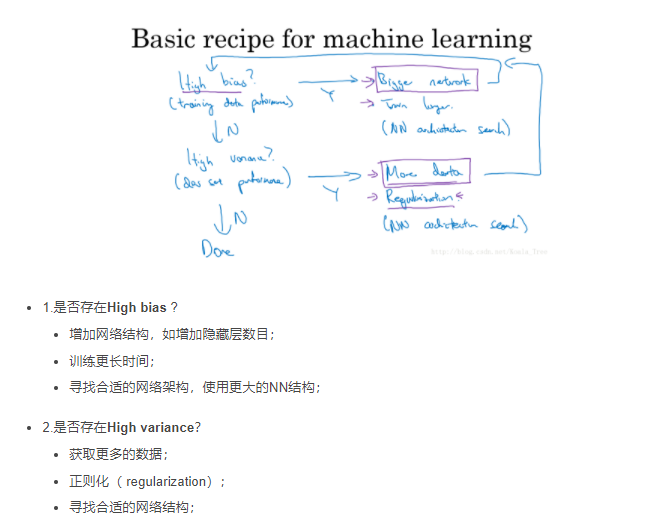 Basic recipe for machine learning
High bias?
(training data performance)
Y
→ Bigger network
→ Train longer.
(NN architecture search)
↓ N
High variance?
(dev set performance)
Y
→ More data
→ Regularization
(NN architecture search)
↓ N
Done
1.是否存在High bias ?
增加网络结构，如增加隐藏层数目；
训练更长时间；
寻找合适的网络架构，使用更大的NN结构；
2.是否存在High variance？
获取更多的数据；
正则化（ regularization）；
寻找合适的网络结构；